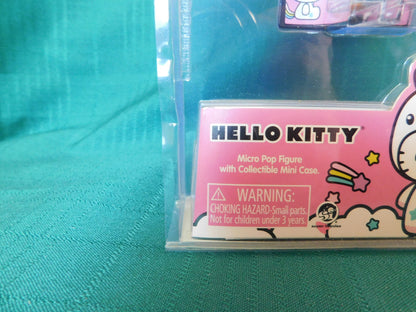 HELLO KITTY
Micro Pop Figure
with Collectible Mini Case.
WARNING:
CHOKING HAZARD-Small parts.
Not for children under 3 years.